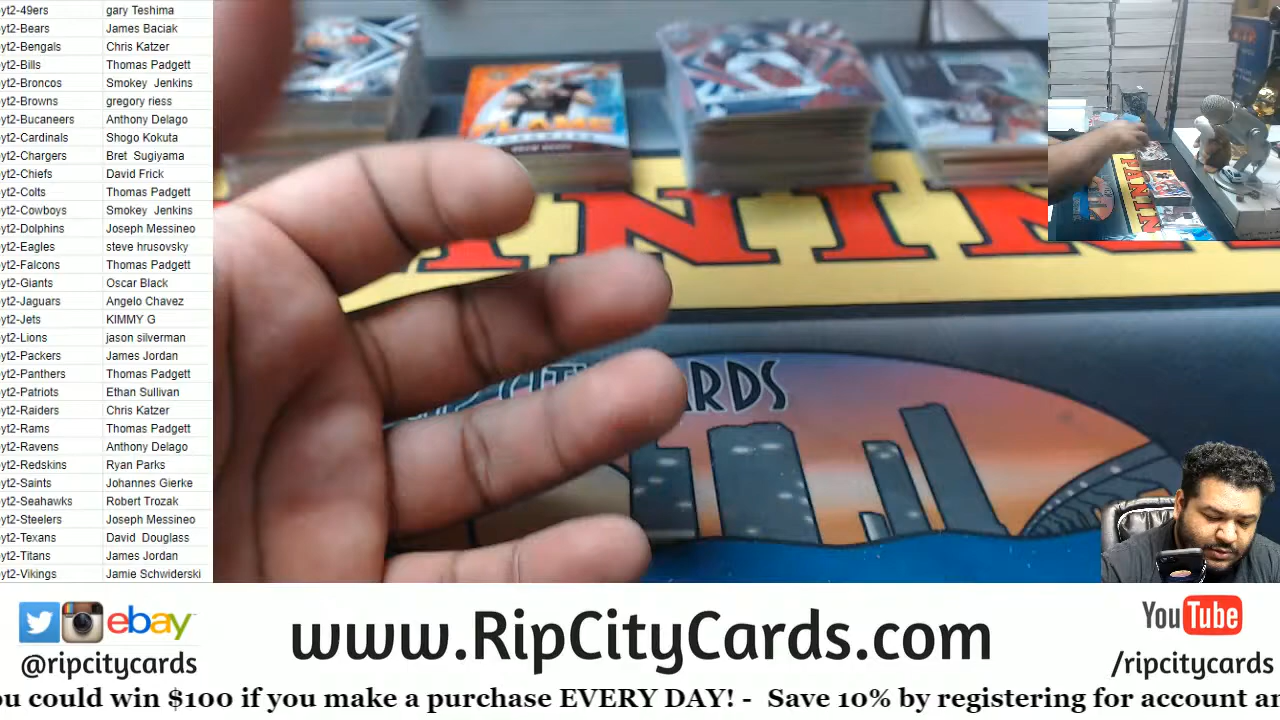 yt2-49ers gary Teshima
yt2-Bears James Baciak
yt2-Bengals Chris Katzer
yt2-Bills Thomas Padgett
yt2-Broncos Smokey Jenkins
yt2-Browns gregory riess
yt2-Bucaneers Anthony Delago
yt2-Cardinals Shogo Kokuta
yt2-Chargers Bret Sugiyama
yt2-Chiefs David Frick
yt2-Colts Thomas Padgett
yt2-Cowboys Smokey Jenkins
yt2-Dolphins Joseph Messineo
yt2-Eagles steve hrusovsky
yt2-Falcons Thomas Padgett
yt2-Giants Oscar Black
yt2-Jaguars Angelo Chavez
yt2-Jets KIMMY G
yt2-Lions jason silverman
yt2-Packers James Jordan
yt2-Panthers Thomas Padgett
yt2-Patriots Ethan Sullivan
yt2-Raiders Chris Katzer
yt2-Rams Thomas Padgett
yt2-Ravens Anthony Delago
yt2-Redskins Ryan Parks
yt2-Saints Johannes Gierke
yt2-Seahawks Robert Trozak
yt2-Steelers Joseph Messineo
yt2-Texans David Douglass
yt2-Titans James Jordan
yt2-Vikings Jamie Schwiderski
PANINI
ebay
@ripcitycards
www.RipCityCards.com
YouTube
/ripcitycards
ou could win $100 if you make a purchase EVERY DAY! - Save 10% by registering for account an